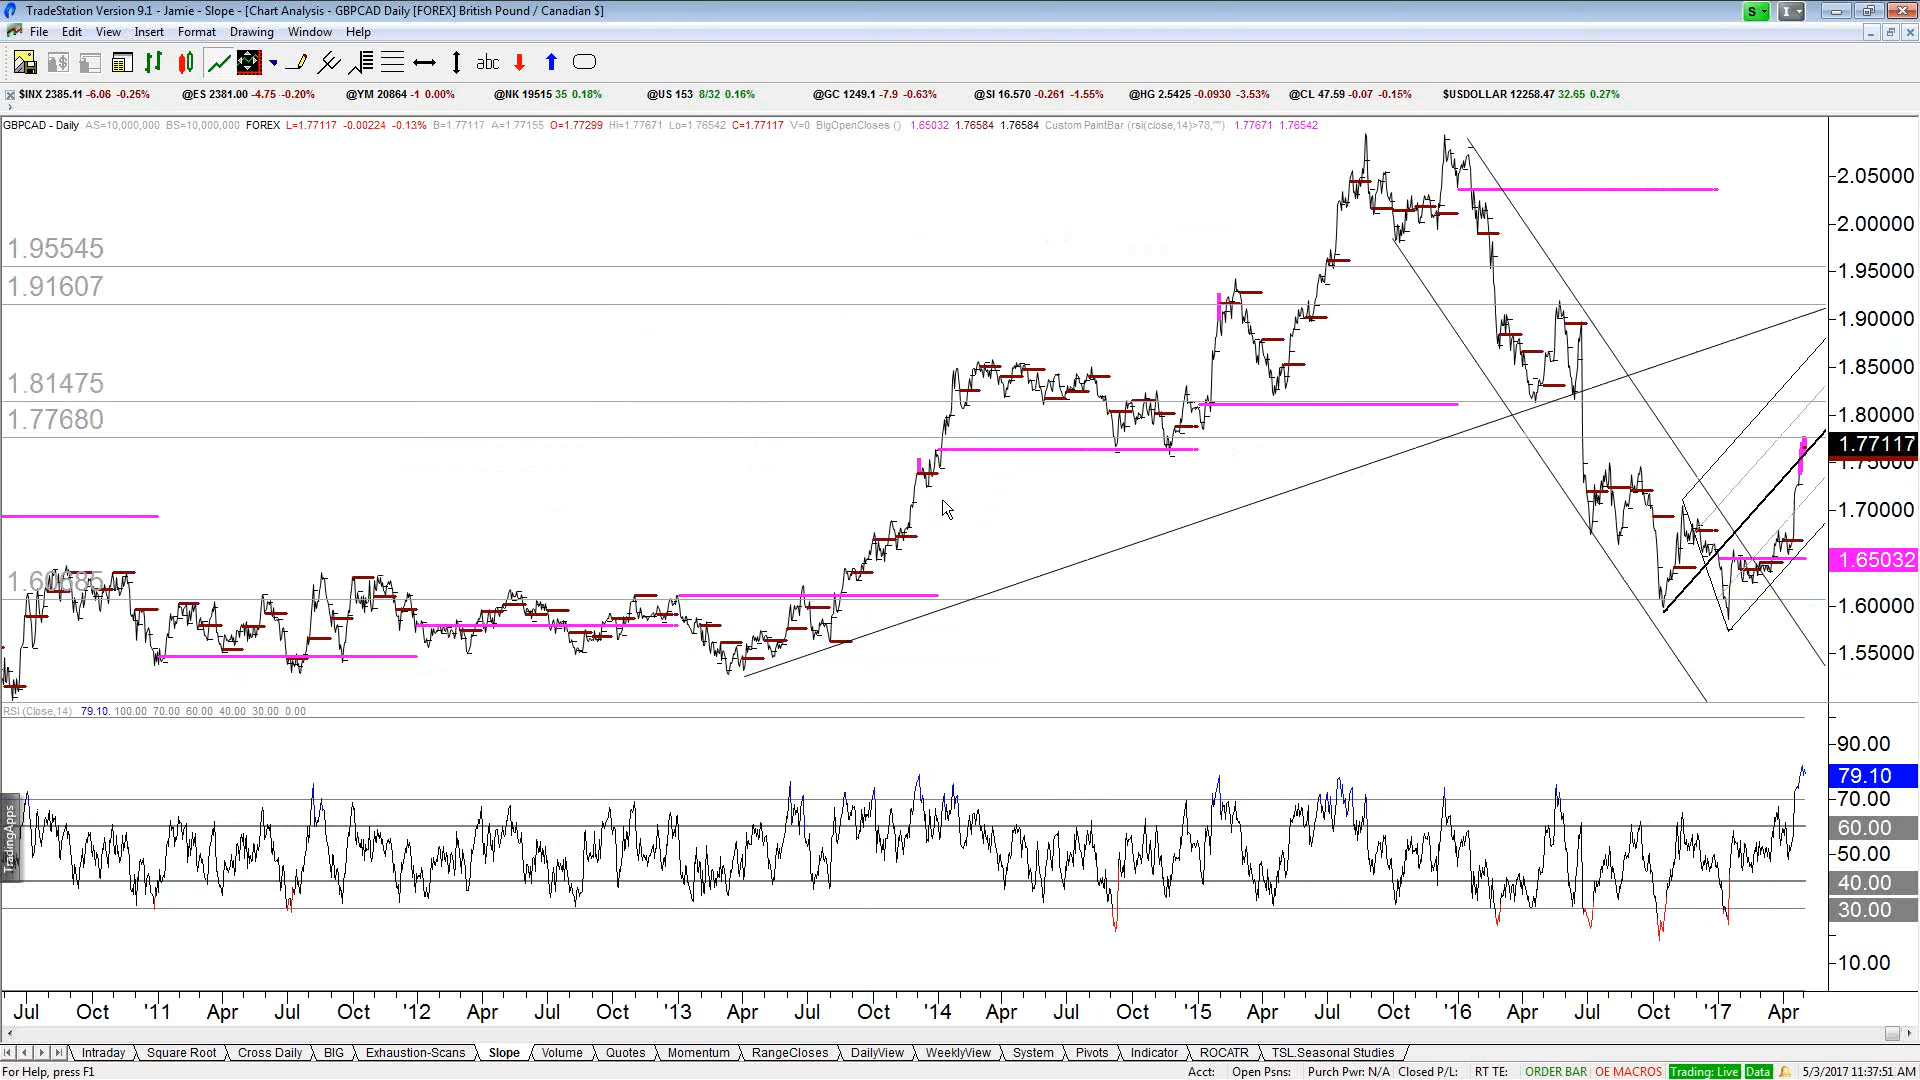 TradeStation Version 9.1 - Jamie - Slope - [Chart Analysis - GBPCAD Daily [FOREX] British Pound / Canadian $]
S I
File Edit View Insert Format Drawing Window Help
abc
$INX 2385.11 -6.06 -0.25% @ES 2381.00 -4.75 -0.20% @YM 20864 -1 0.00% @NK 19515 35 0.18% @US 153 8/32 0.16% @GC 1249.1 -7.9 -0.63% @SI 16.570 -0.261 -1.55% @HG 2.5425 -0.0930 -3.53% @CL 47.59 -0.07 -0.15% $USDOLLAR 12258.47 32.65 0.27%
GBPCAD - Daily AS=10,000,000 BS=10,000,000 FOREX L=1.77117 -0.00224 -0.13% B=1.77117 A=1.77155 O=1.77299 Hi=1.77671 Lo=1.76542 C=1.77117 V=0 BigOpenCloses () 1.65032 1.76584 1.76584 Custom PaintBar (rsi(close,14)>78,"") 1.77671 1.76542
2.05000
2.00000
1.95545
1.95000
1.91607
1.90000
1.85000
1.81475
1.80000
1.77680
1.77117
1.75000
1.70000
1.65032
1.60685
1.60000
1.55000
RSI (Close,14) 79.10. 100.00 70.00 60.00 40.00 30.00 0.00
90.00
79.10
70.00
60.00
50.00
40.00
30.00
10.00
TradingApps
Jul Oct '11 Apr Jul Oct '12 Apr Jul Oct '13 Apr Jul Oct '14 Apr Jul Oct '15 Apr Jul Oct '16 Apr Jul Oct '17 Apr
Intraday Square Root Cross Daily BIG Exhaustion-Scans Slope Volume Quotes Momentum RangeCloses DailyView WeeklyView System Pivots Indicator ROCATR TSL.Seasonal Studies
For Help, press F1 Acct: Open Psns: Purch Pwr: N/A Closed P/L: RT TE: ORDER BAR OE MACROS Trading: Live Data 5/3/2017 11:37:51 AM